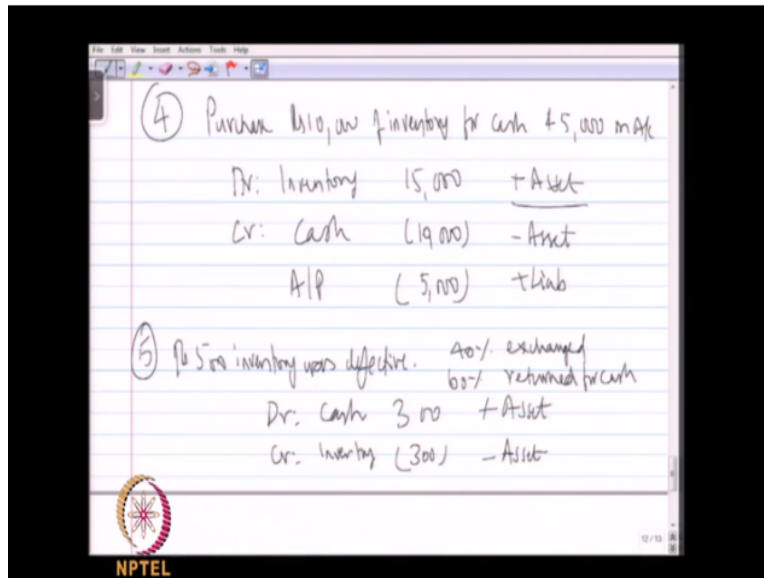 File Edit View Insert Actions Tools Help
④ Purchase Rs10,000 of inventory for cash +5,000 on A/c
Dr: Inventory 15,000 +Asset
Cr: Cash (10,000) -Asset
A/P (5,000) +Liab
⑤ Rs 500 inventory was defective. 40% exchanged
60% returned for cash
Dr: Cash 300 +Asset
Cr: Inventory (300) -Asset
12/13
NPTEL